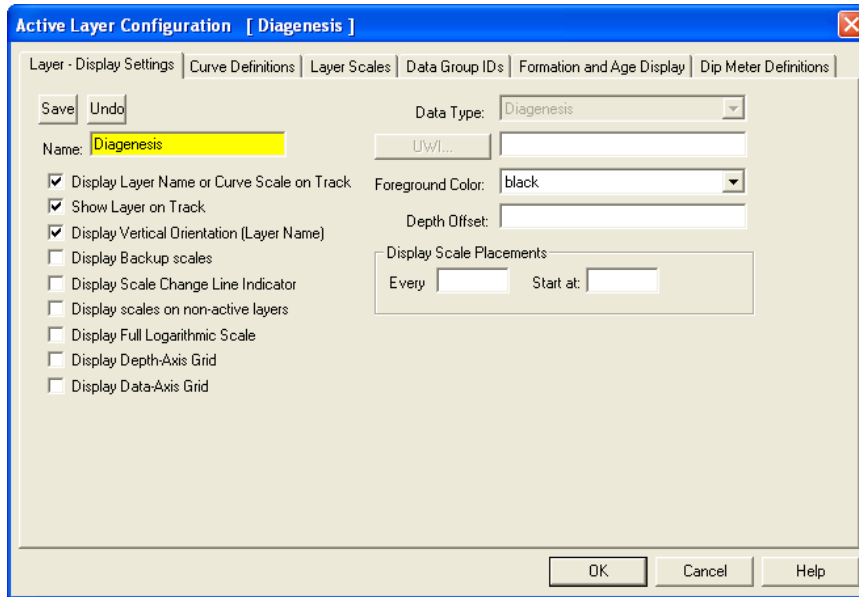 Active Layer Configuration [ Diagenesis ]
Layer - Display Settings
Curve Definitions
Layer Scales
Data Group IDs
Formation and Age Display
Dip Meter Definitions
Save
Undo
Name: Diagenesis
Display Layer Name or Curve Scale on Track
Show Layer on Track
Display Vertical Orientation (Layer Name)
Display Backup scales
Display Scale Change Line Indicator
Display scales on non-active layers
Display Full Logarithmic Scale
Display Depth-Axis Grid
Display Data-Axis Grid
Data Type: Diagenesis
UWI...
Foreground Color: black
Depth Offset:
Display Scale Placements
Every
Start at:
OK
Cancel
Help